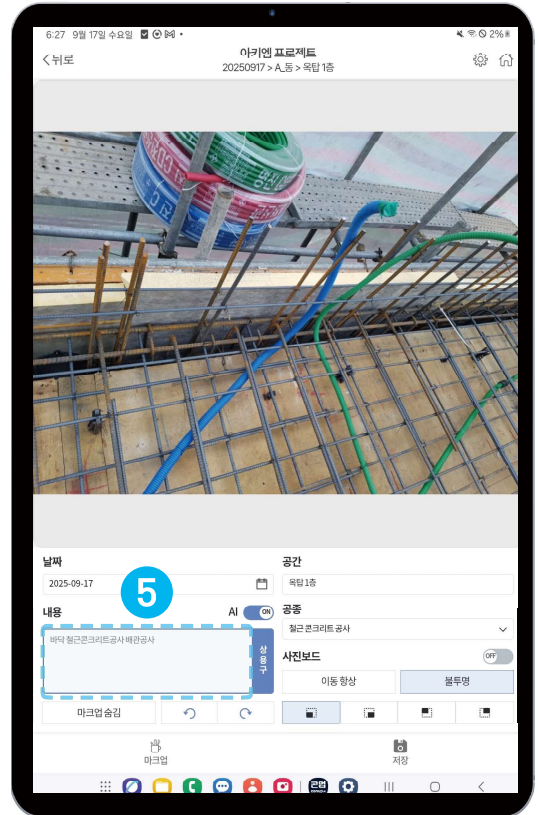 6:27 9월 17일 수요일
2%
뒤로
아키엔 프로젝트
20250917 > A_동 > 옥탑 1층
날짜
공간
2025-09-17
옥탑 1층
5
내용
AI
ON
공종
바닥 철근콘크리트공사 배관공사
상용구
철근콘크리트 공사
사진보드
OFF
이동 항상
불투명
마크업 숨김
마크업
저장
콘업